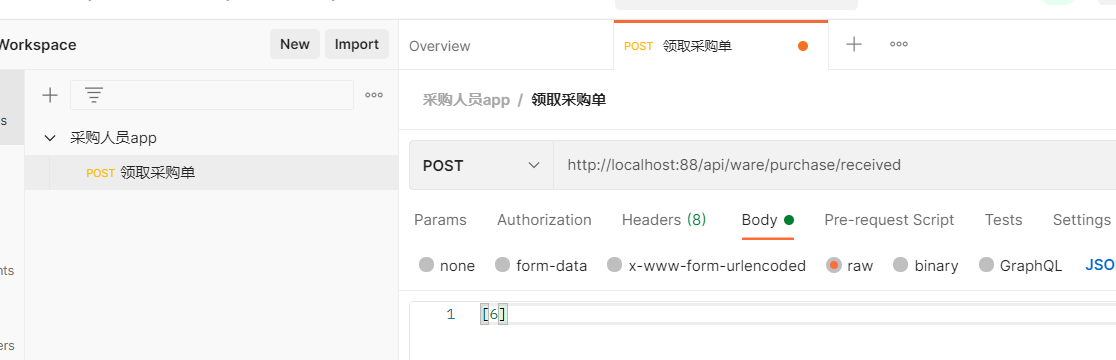 Workspace
New
Import
Overview
POST 领取采购单
采购人员app / 领取采购单
采购人员app
POST 领取采购单
POST
http://localhost:88/api/ware/purchase/received
Params
Authorization
Headers (8)
Body
Pre-request Script
Tests
Settings
none
form-data
x-www-form-urlencoded
raw
binary
GraphQL
1
[6]